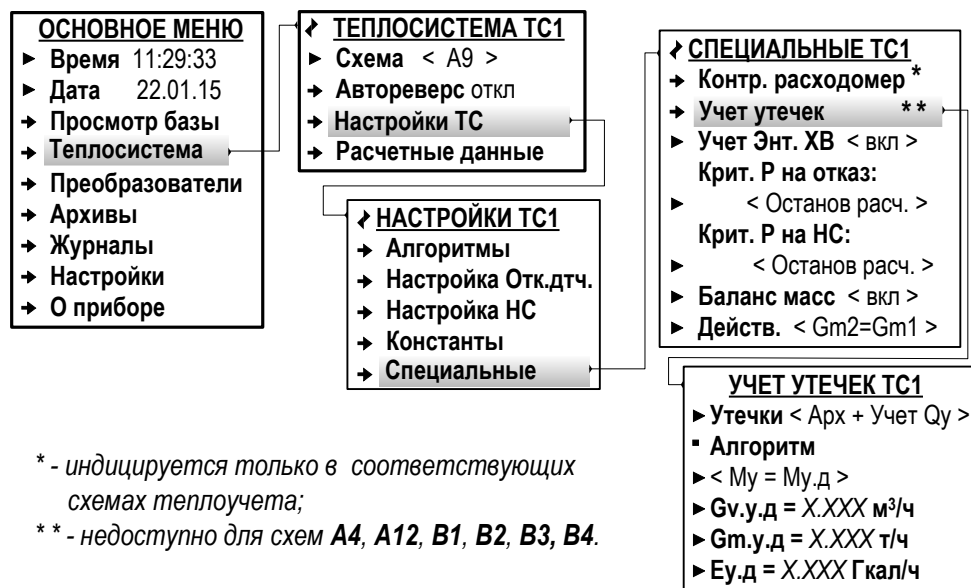 ОСНОВНОЕ МЕНЮ
Время 11:29:33
Дата 22.01.15
Просмотр базы
Теплосистема
Преобразователи
Архивы
Журналы
Настройки
О приборе
ТЕПЛОСИСТЕМА ТС1
Схема < А9 >
Автореверс откл
Настройки ТС
Расчетные данные
НАСТРОЙКИ ТС1
Алгоритмы
Настройка Отк.дтч.
Настройка НС
Константы
Специальные
СПЕЦИАЛЬНЫЕ ТС1
Контр. расходомер *
Учет утечек * *
Учет Энт. ХВ < вкл >
Крит. Р на отказ:
< Останов расч. >
Крит. Р на НС:
< Останов расч. >
Баланс масс < вкл >
Действ. < Gm2=Gm1 >
УЧЕТ УТЕЧЕК ТС1
Утечки < Арх + Учет Qу >
Алгоритм
< Му = Му.д >
Gv.у.д = X.XXX м³/ч
Gm.у.д = X.XXX т/ч
Еу.д = X.XXX Гкал/ч
* - индицируется только в соответствующих
схемах теплоучета;
* * - недоступно для схем А4, А12, В1, В2, В3, В4.